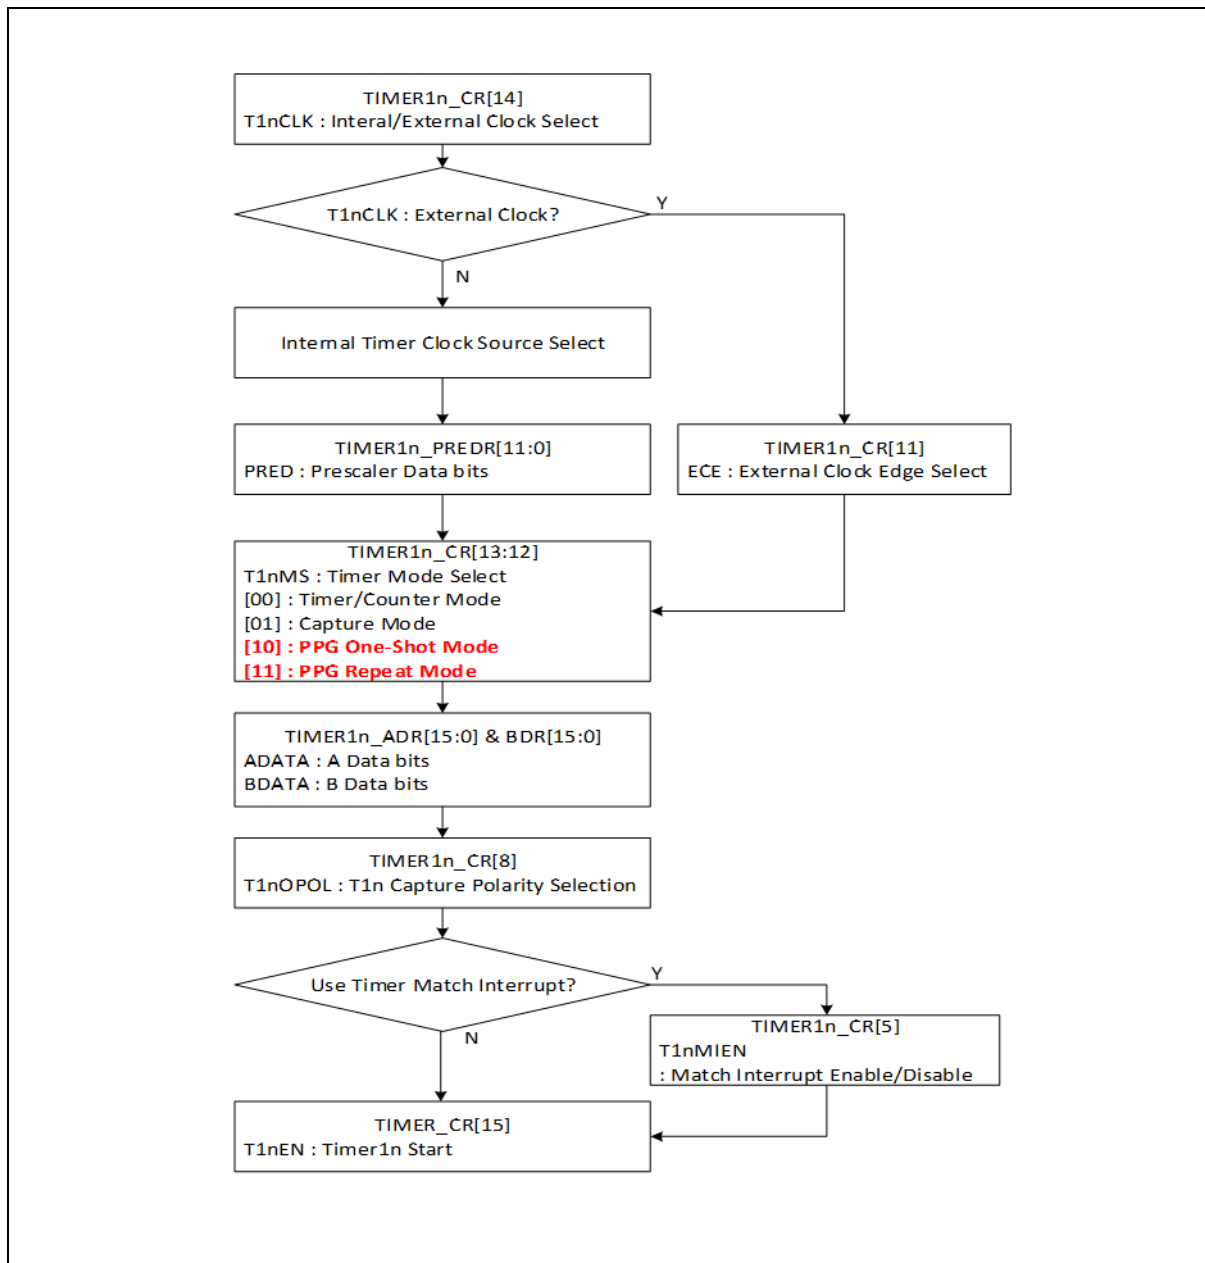 TIMER1n_CR[14]
T1nCLK : Interal/External Clock Select
T1nCLK : External Clock?
Y
N
Internal Timer Clock Source Select
TIMER1n_PREDR[11:0]
PRED : Prescaler Data bits
TIMER1n_CR[11]
ECE : External Clock Edge Select
TIMER1n_CR[13:12]
T1nMS : Timer Mode Select
[00] : Timer/Counter Mode
[01] : Capture Mode
[10] : PPG One-Shot Mode
[11] : PPG Repeat Mode
TIMER1n_ADR[15:0] & BDR[15:0]
ADATA : A Data bits
BDATA : B Data bits
TIMER1n_CR[8]
T1nOPOL : T1n Capture Polarity Selection
Use Timer Match Interrupt?
Y
N
TIMER1n_CR[5]
T1nMIEN
: Match Interrupt Enable/Disable
TIMER_CR[15]
T1nEN : Timer1n Start